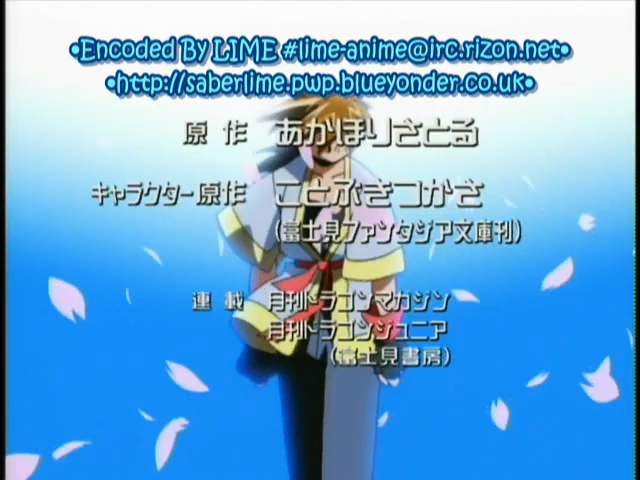 •Encoded By LIME #lime-anime@irc.rizon.net•
•http://saberlime.pwp.blueyonder.co.uk•
原作 あかほりさとる
キャラクター原作 ことぶきつかさ
(富士見ファンタジア文庫刊)
連載 月刊ドラゴンマガジン
月刊ドラゴンジュニア
(富士見書房)